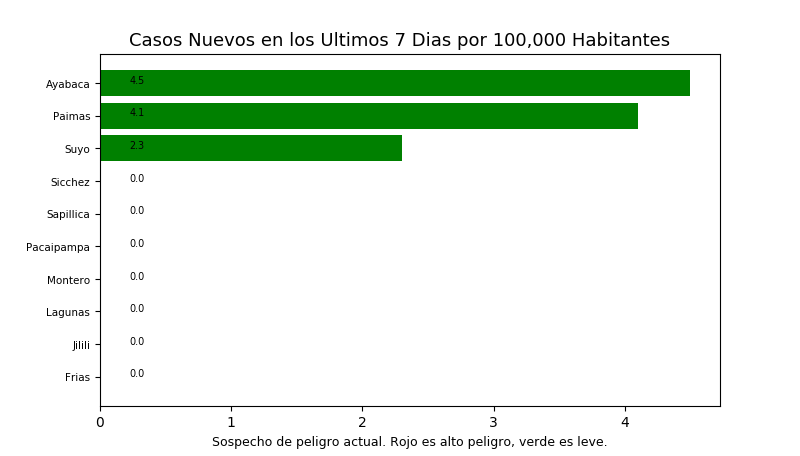 Casos Nuevos en los Ultimos 7 Dias por 100,000 Habitantes
Ayabaca 4.5
Paimas 4.1
Suyo 2.3
Sicchez 0.0
Sapillica 0.0
Pacaipampa 0.0
Montero 0.0
Lagunas 0.0
Jilili 0.0
Frias 0.0
0 1 2 3 4
Sospecho de peligro actual. Rojo es alto peligro, verde es leve.